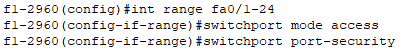 f1-2960(config)#int range fa0/1-24
f1-2960(config-if-range)#switchport mode access
f1-2960(config-if-range)#switchport port-security